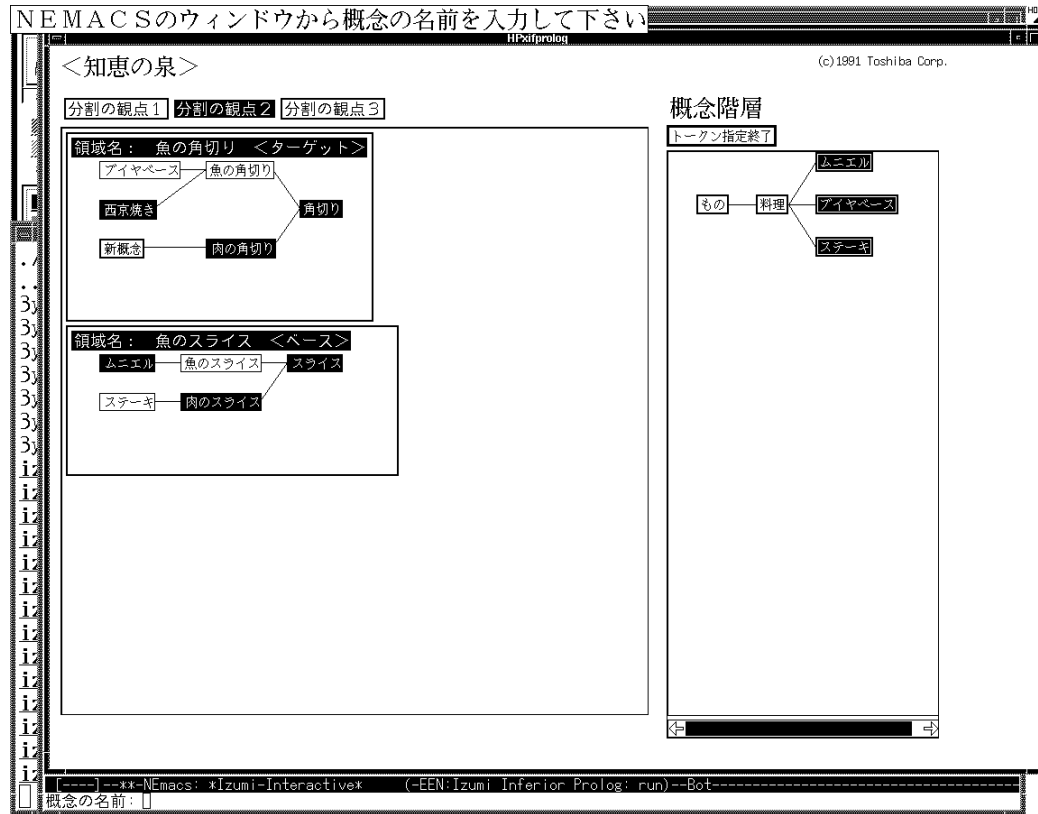 NEMACSのウィンドウから概念の名前を入力して下さい
HPxifprolog
<知恵の泉>
(c)1991 Toshiba Corp.
分割の観点1 分割の観点2 分割の観点3
概念階層
トークン指定終了
領域名: 魚の角切り <ターゲット>
ブイヤベース 魚の角切り
西京焼き 角切り
新概念 肉の角切り
領域名: 魚のスライス <ベース>
ムニエル 魚のスライス スライス
ステーキ 肉のスライス
ムニエル
もの 料理 ブイヤベース
ステーキ
[----]--**-NEmacs: *Izumi-Interactive* (-EEN:Izumi Inferior Prolog: run)--Bot----
概念の名前: